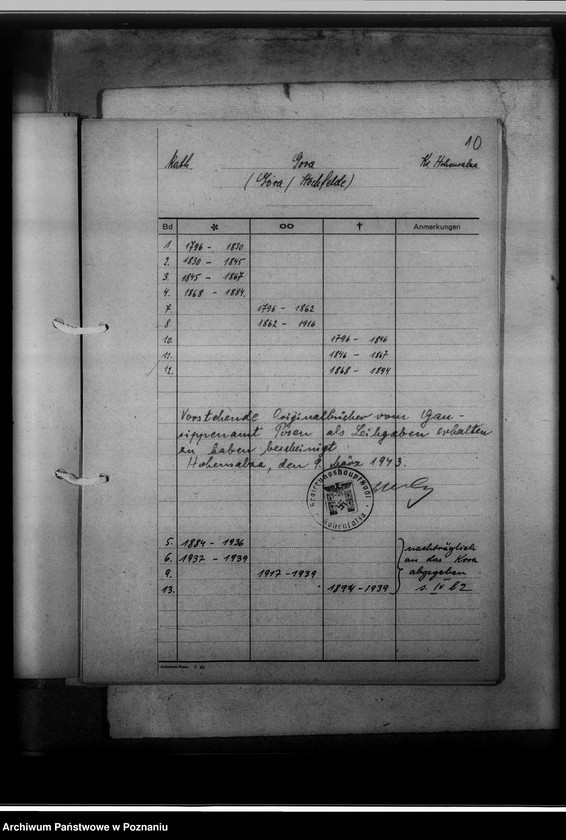 10
Kath. Gora Kr. Hohensalza
(Góra / Hochfelde)
Bd * ∞ † Anmerkungen
1. 1796 - 1830
2. 1830 - 1845
3. 1845 - 1867
4. 1868 - 1884
7. 1796 - 1862
8. 1862 - 1916
10. 1796 - 1846
11. 1846 - 1867
12. 1868 - 1894
Vorstehende Originalbücher vom Gau-
sippenamt Posen als Leihgaben erhalten
zu haben bescheinigt
Hohensalza, den 9. März 1943.
5. 1884 - 1936 nachträglich
6. 1937 - 1939 an das
9. 1917 - 1939 abgegeben
13. 1894 - 1939 s. IV b 2
Archiwum Państwowe w Poznaniu